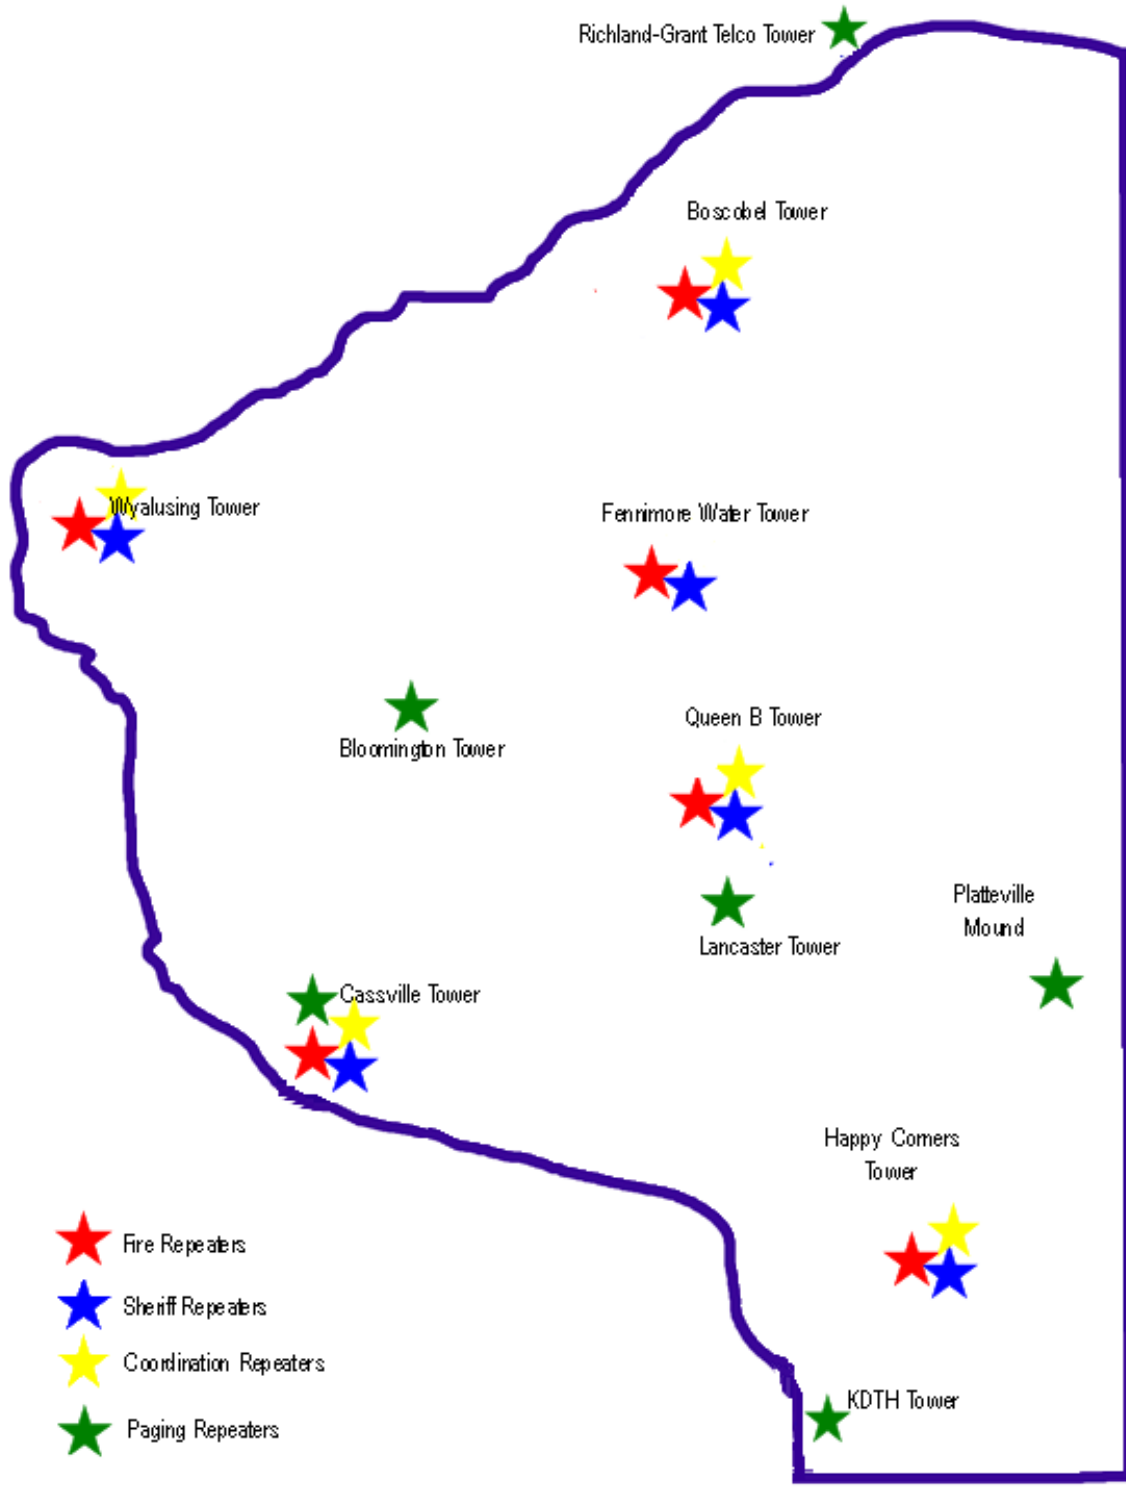 Richland-Grant Telco Tower
Boscobel Tower
Wyalusing Tower
Fennimore Water Tower
Queen B Tower
Bloomington Tower
Platteville
Mound
Lancaster Tower
Cassville Tower
Happy Corners
Tower
Fire Repeaters
Sheriff Repeaters
Coordination Repeaters
KDTH Tower
Paging Repeaters